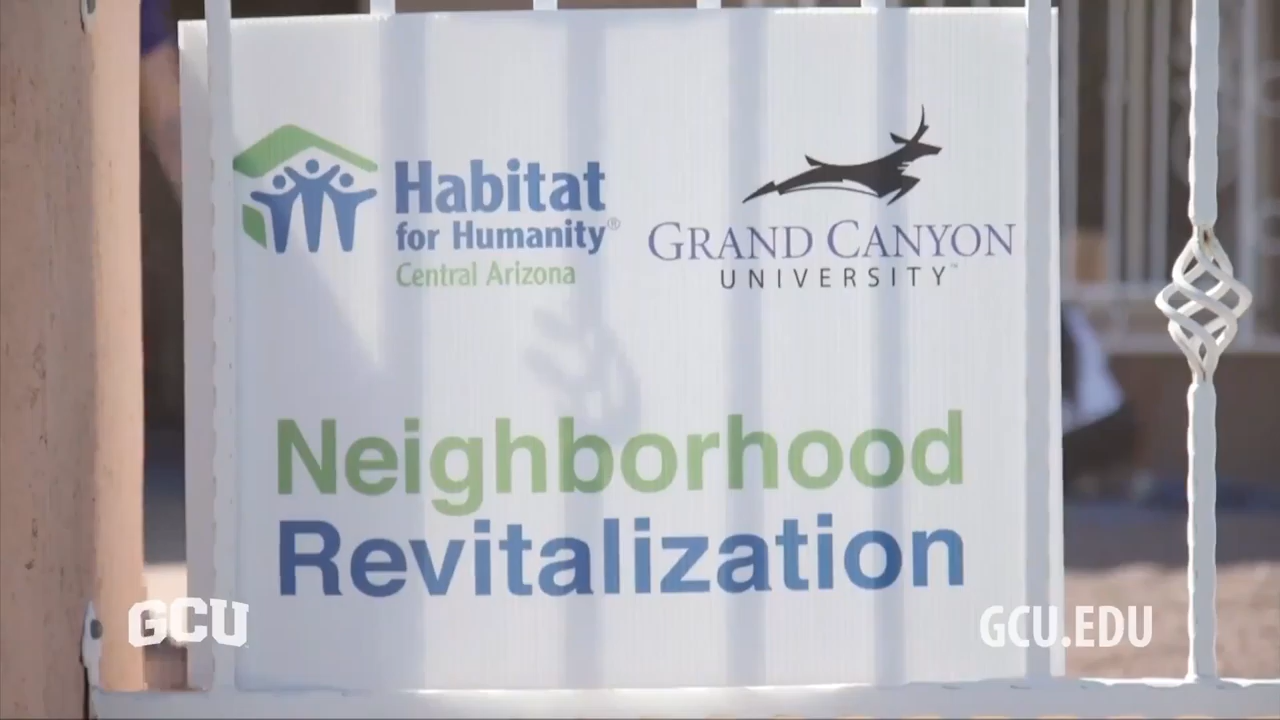 Habitat
for Humanity®
Central Arizona
GRAND CANYON
UNIVERSITY™
Neighborhood
Revitalization
GCU
GCU.EDU